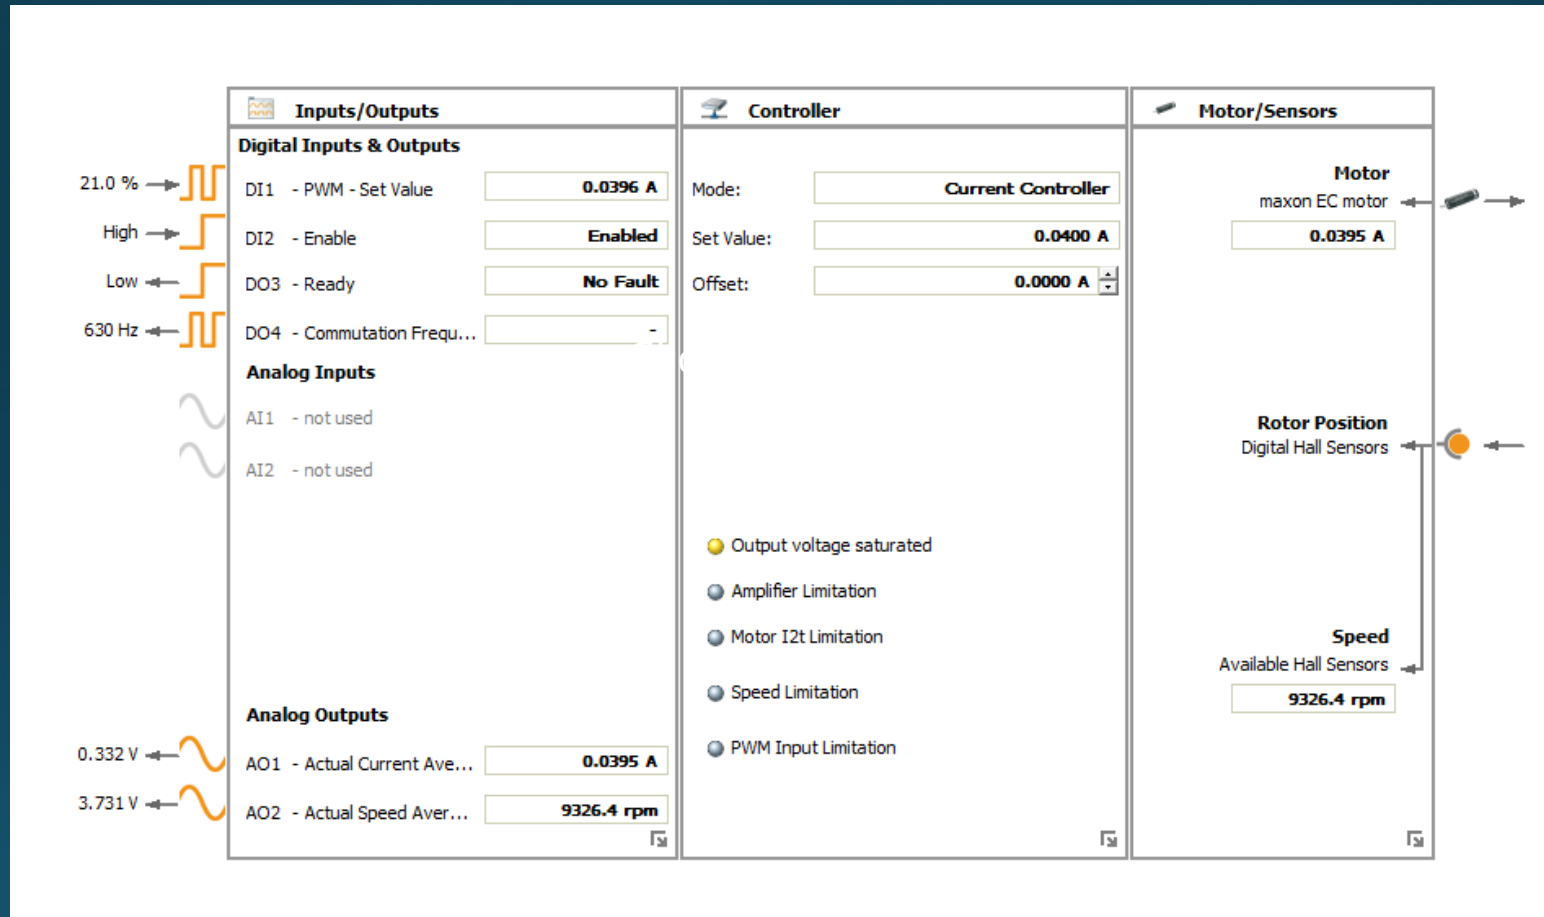 Inputs/Outputs
Digital Inputs & Outputs
21.0 %
DI1 - PWM - Set Value
0.0396 A
High
DI2 - Enable
Enabled
Low
DO3 - Ready
No Fault
630 Hz
DO4 - Commutation Frequ...
-
Analog Inputs
AI1 - not used
AI2 - not used
Analog Outputs
0.332 V
AO1 - Actual Current Ave...
0.0395 A
3.731 V
AO2 - Actual Speed Aver...
9326.4 rpm
Controller
Mode:
Current Controller
Set Value:
0.0400 A
Offset:
0.0000 A
Output voltage saturated
Amplifier Limitation
Motor I2t Limitation
Speed Limitation
PWM Input Limitation
Motor/Sensors
Motor
maxon EC motor
0.0395 A
Rotor Position
Digital Hall Sensors
Speed
Available Hall Sensors
9326.4 rpm